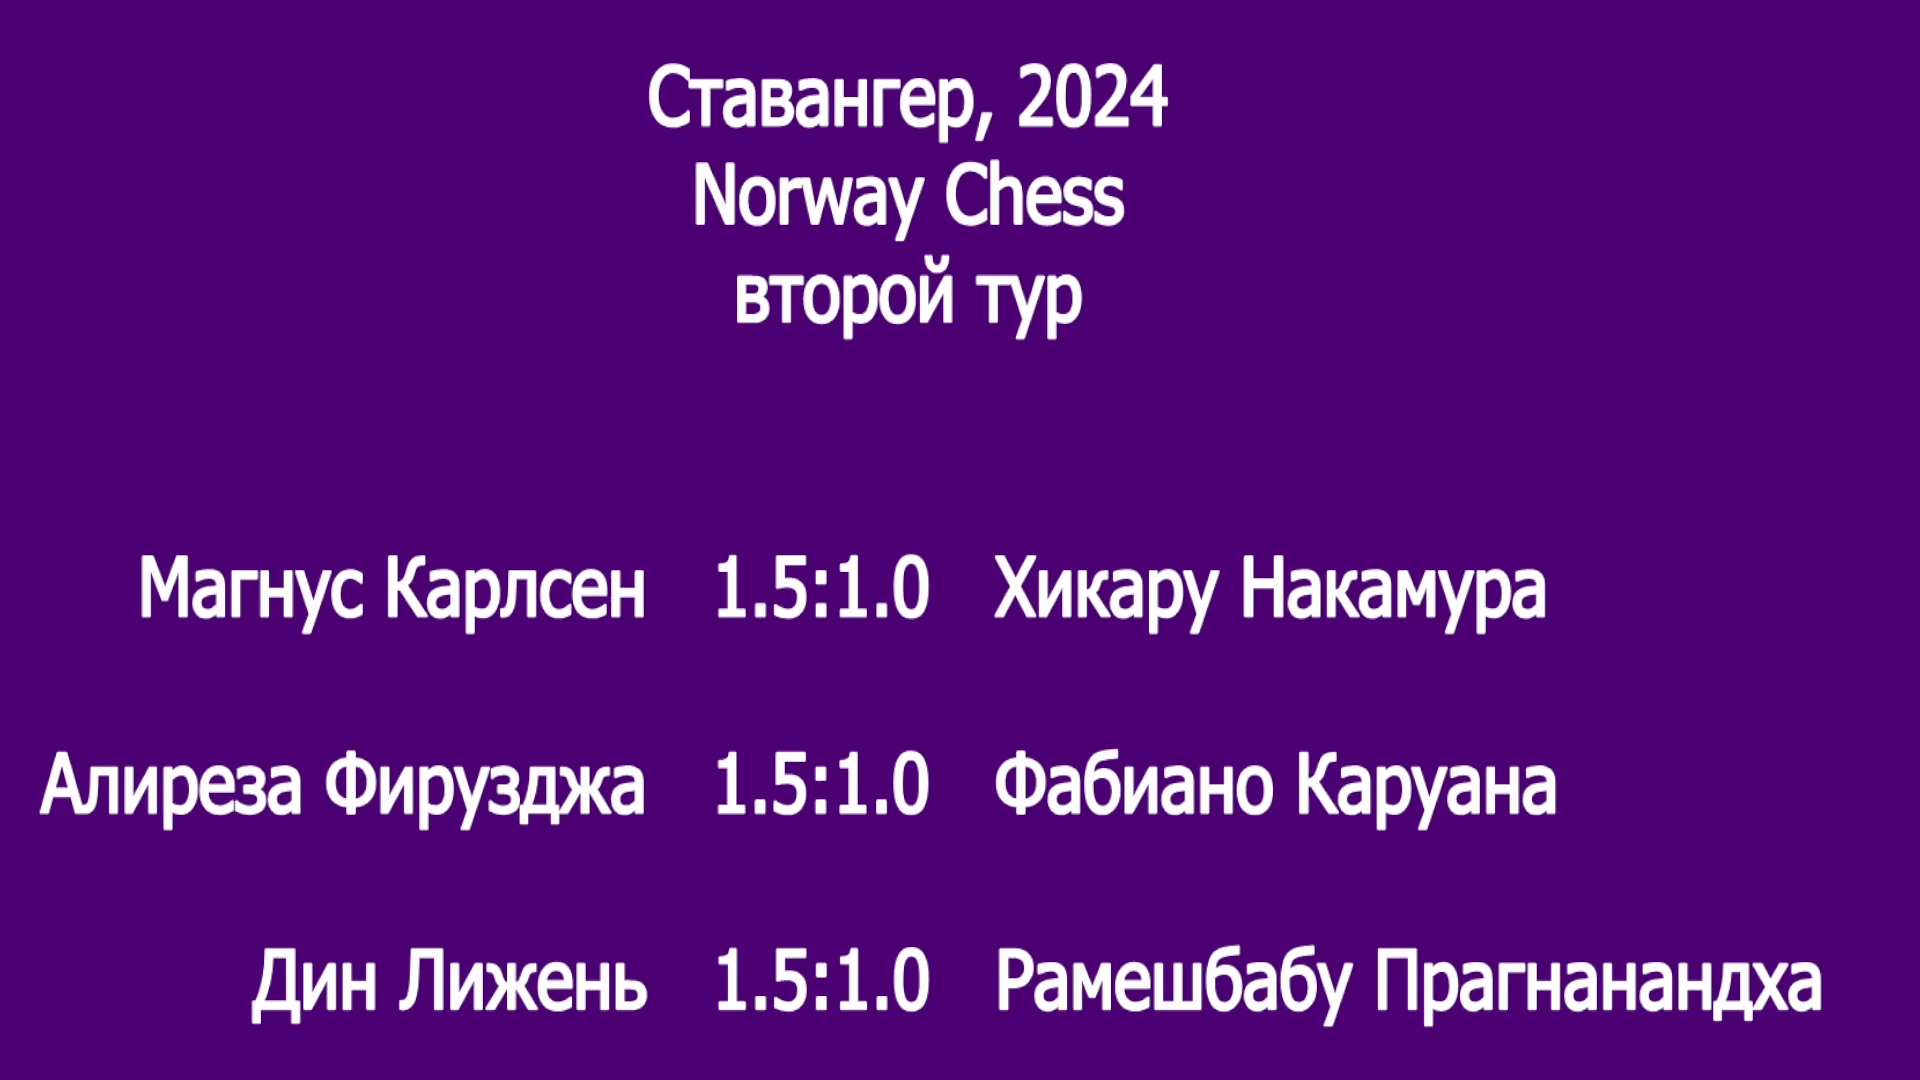 Ставангер, 2024
Norway Chess
второй тур
Магнус Карлсен 1.5:1.0 Хикару Накамура
Алиреза Фирузджа 1.5:1.0 Фабиано Каруана
Дин Лижень 1.5:1.0 Рамешбабу Прагнанандха